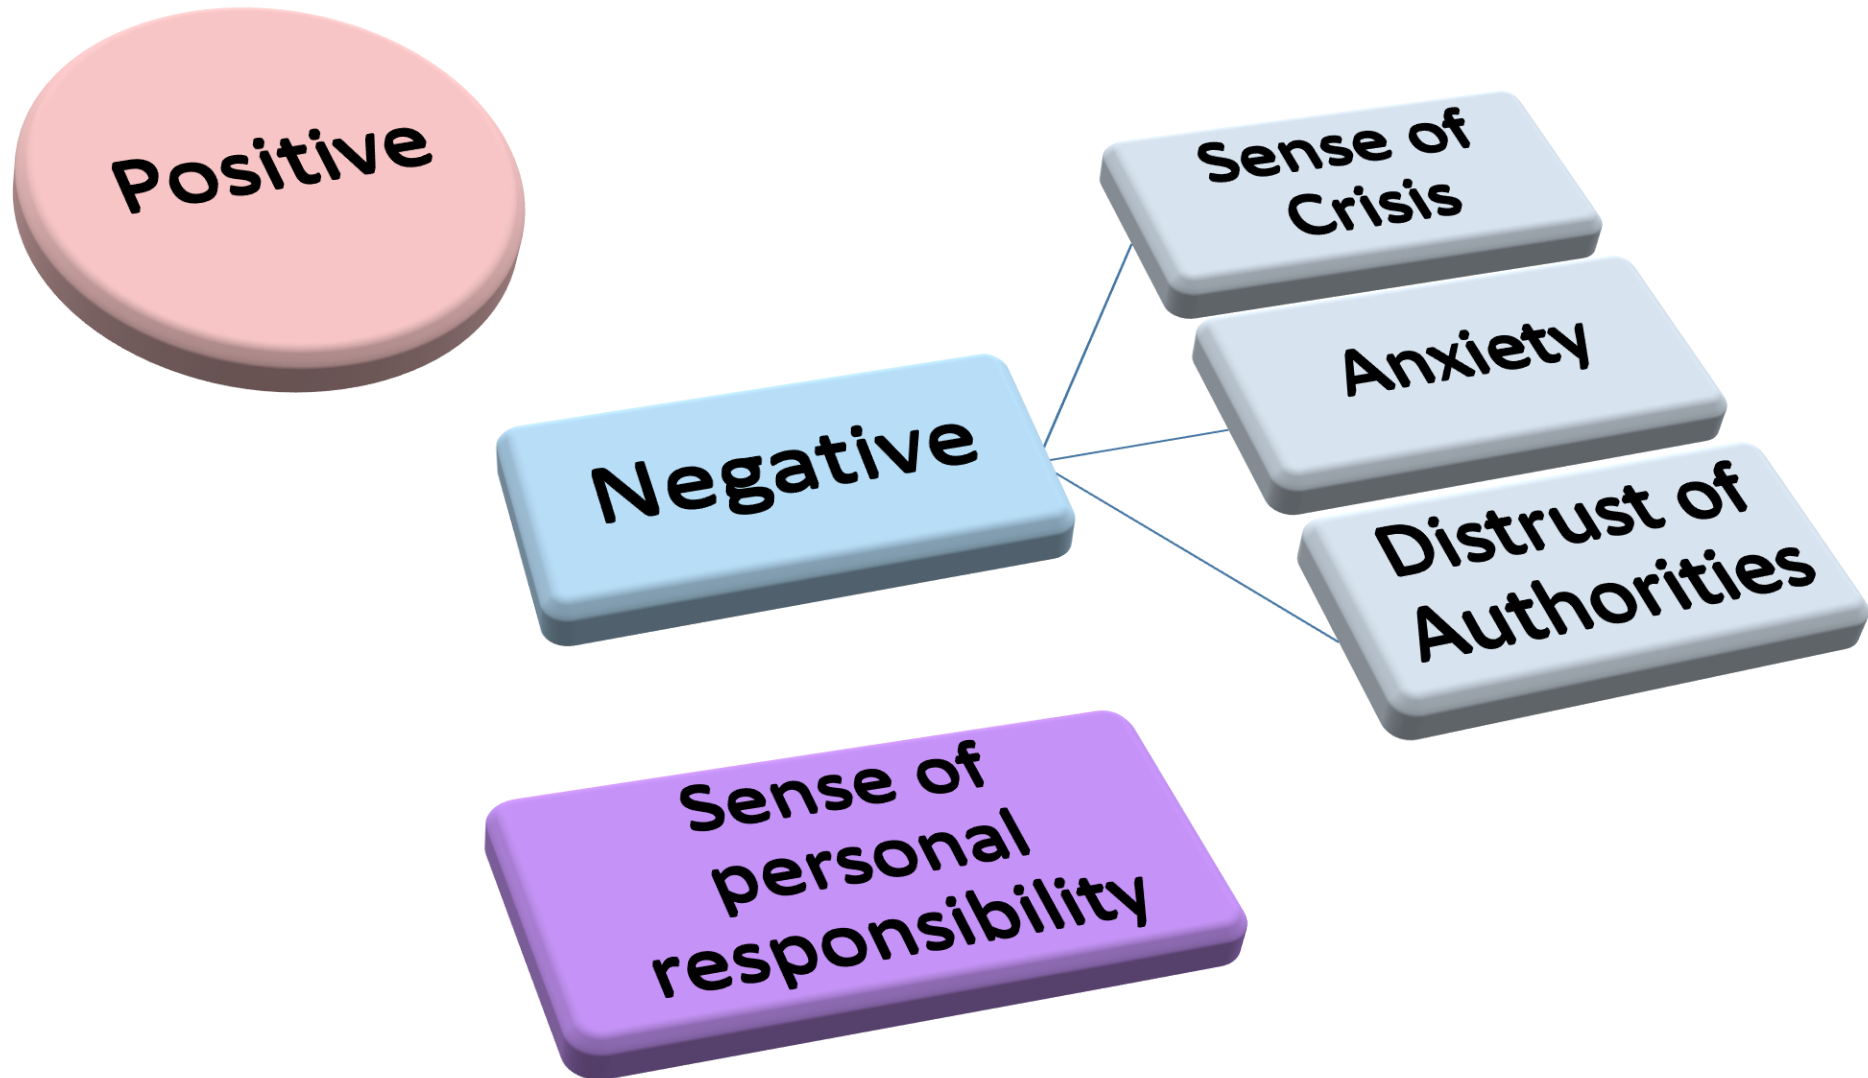 Positive
Negative
Sense of
Crisis
Anxiety
Distrust of
Authorities
Sense of
personal
responsibility